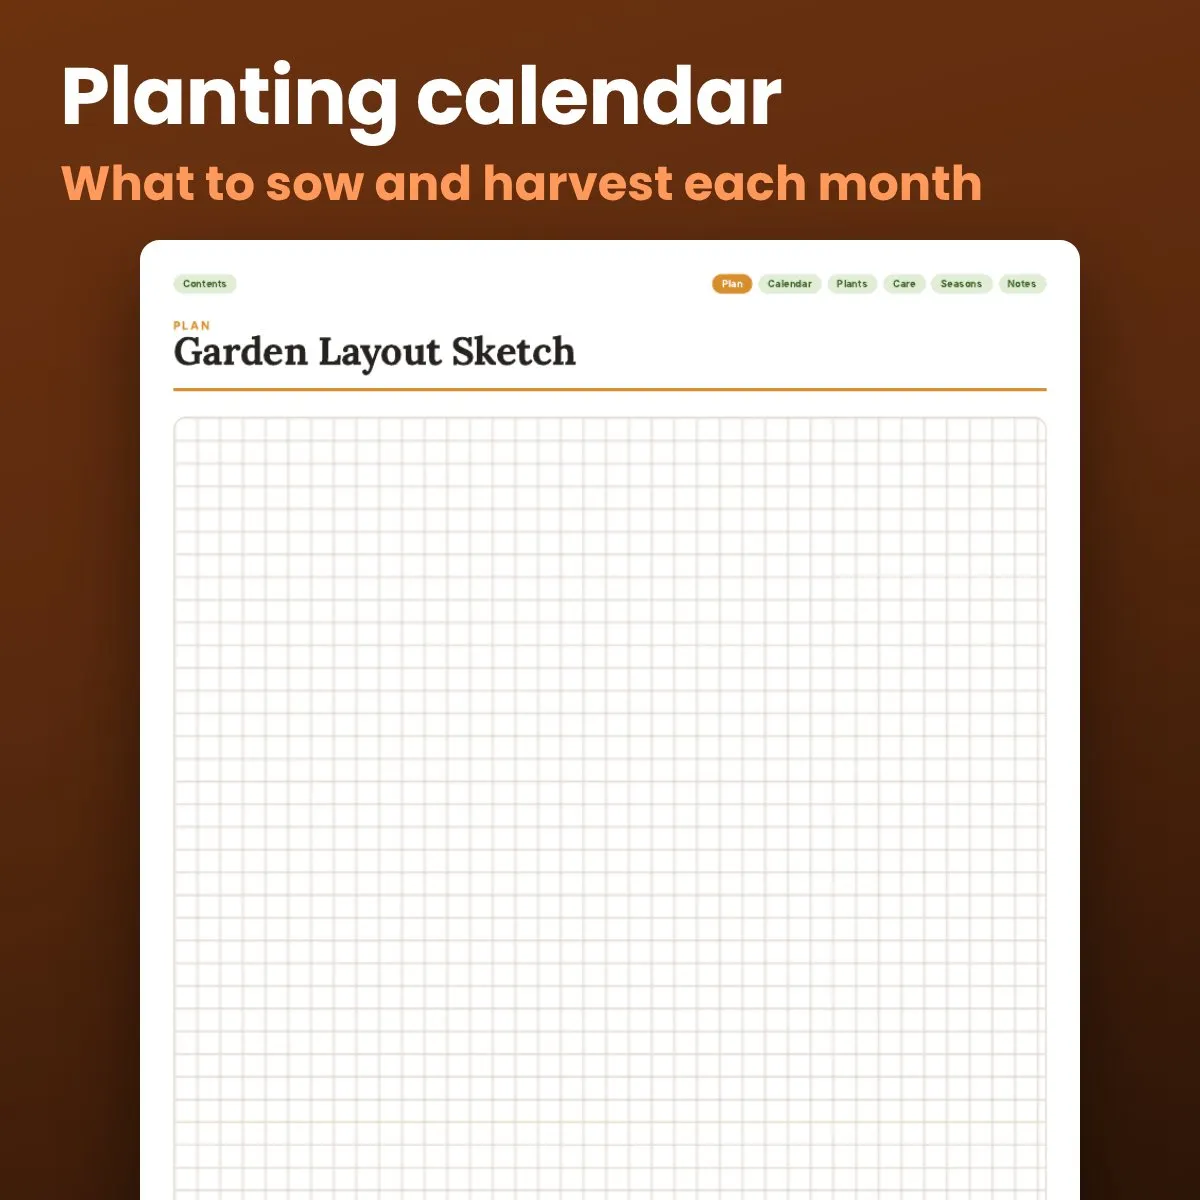 Planting calendar
What to sow and harvest each month
Contents Plan Calendar Plants Care Seasons Notes
PLAN
Garden Layout Sketch